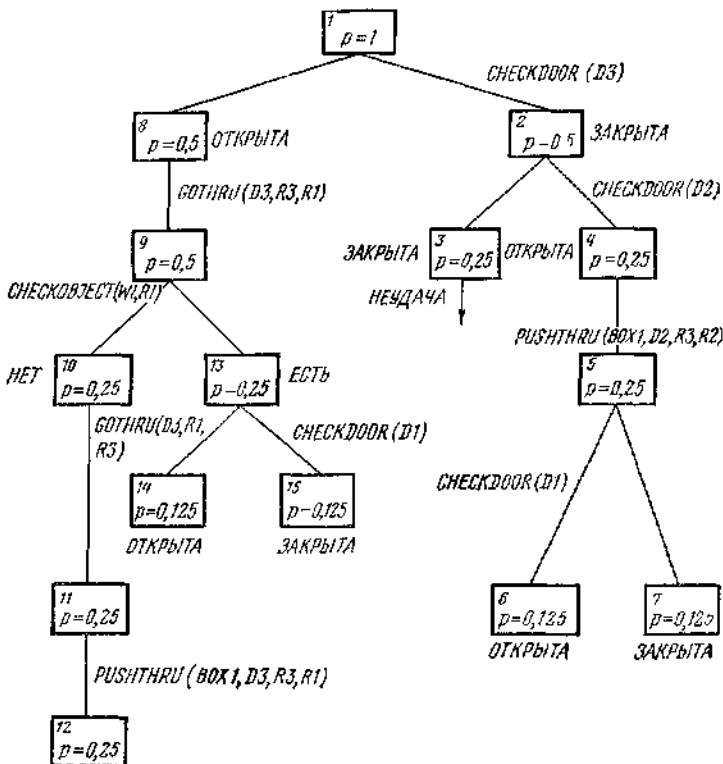 1
p=1
CHECKDOOR (D3)
8
p=0,5
ОТКРЫТА
2
p-0 5
ЗАКРЫТА
GOTHRU(D3,R3,R1)
CHECKDOOR(D2)
9
p=0,5
ЗАКРЫТА
3
p=0,25
ОТКРЫТА
4
p=0,25
CHECKOBJECT(W1,R1)
НЕУДАЧА
PUSHTHRU(BOX1,D2,R3,R2)
НЕТ
10
p=0,25
13
p-0,25
ЕСТЬ
5
p=0,25
GOTHRU(D3,R1,
R3)
CHECKDOOR(D1)
14
p=0,125
15
p-0,125
CHECKDOOR(D1)
ОТКРЫТА
ЗАКРЫТА
11
p=0,25
6
p=0,125
7
p=0,125
ОТКРЫТА
ЗАКРЫТА
PUSHTHRU(BOX1,D3,R3,R1)
12
p=0,25